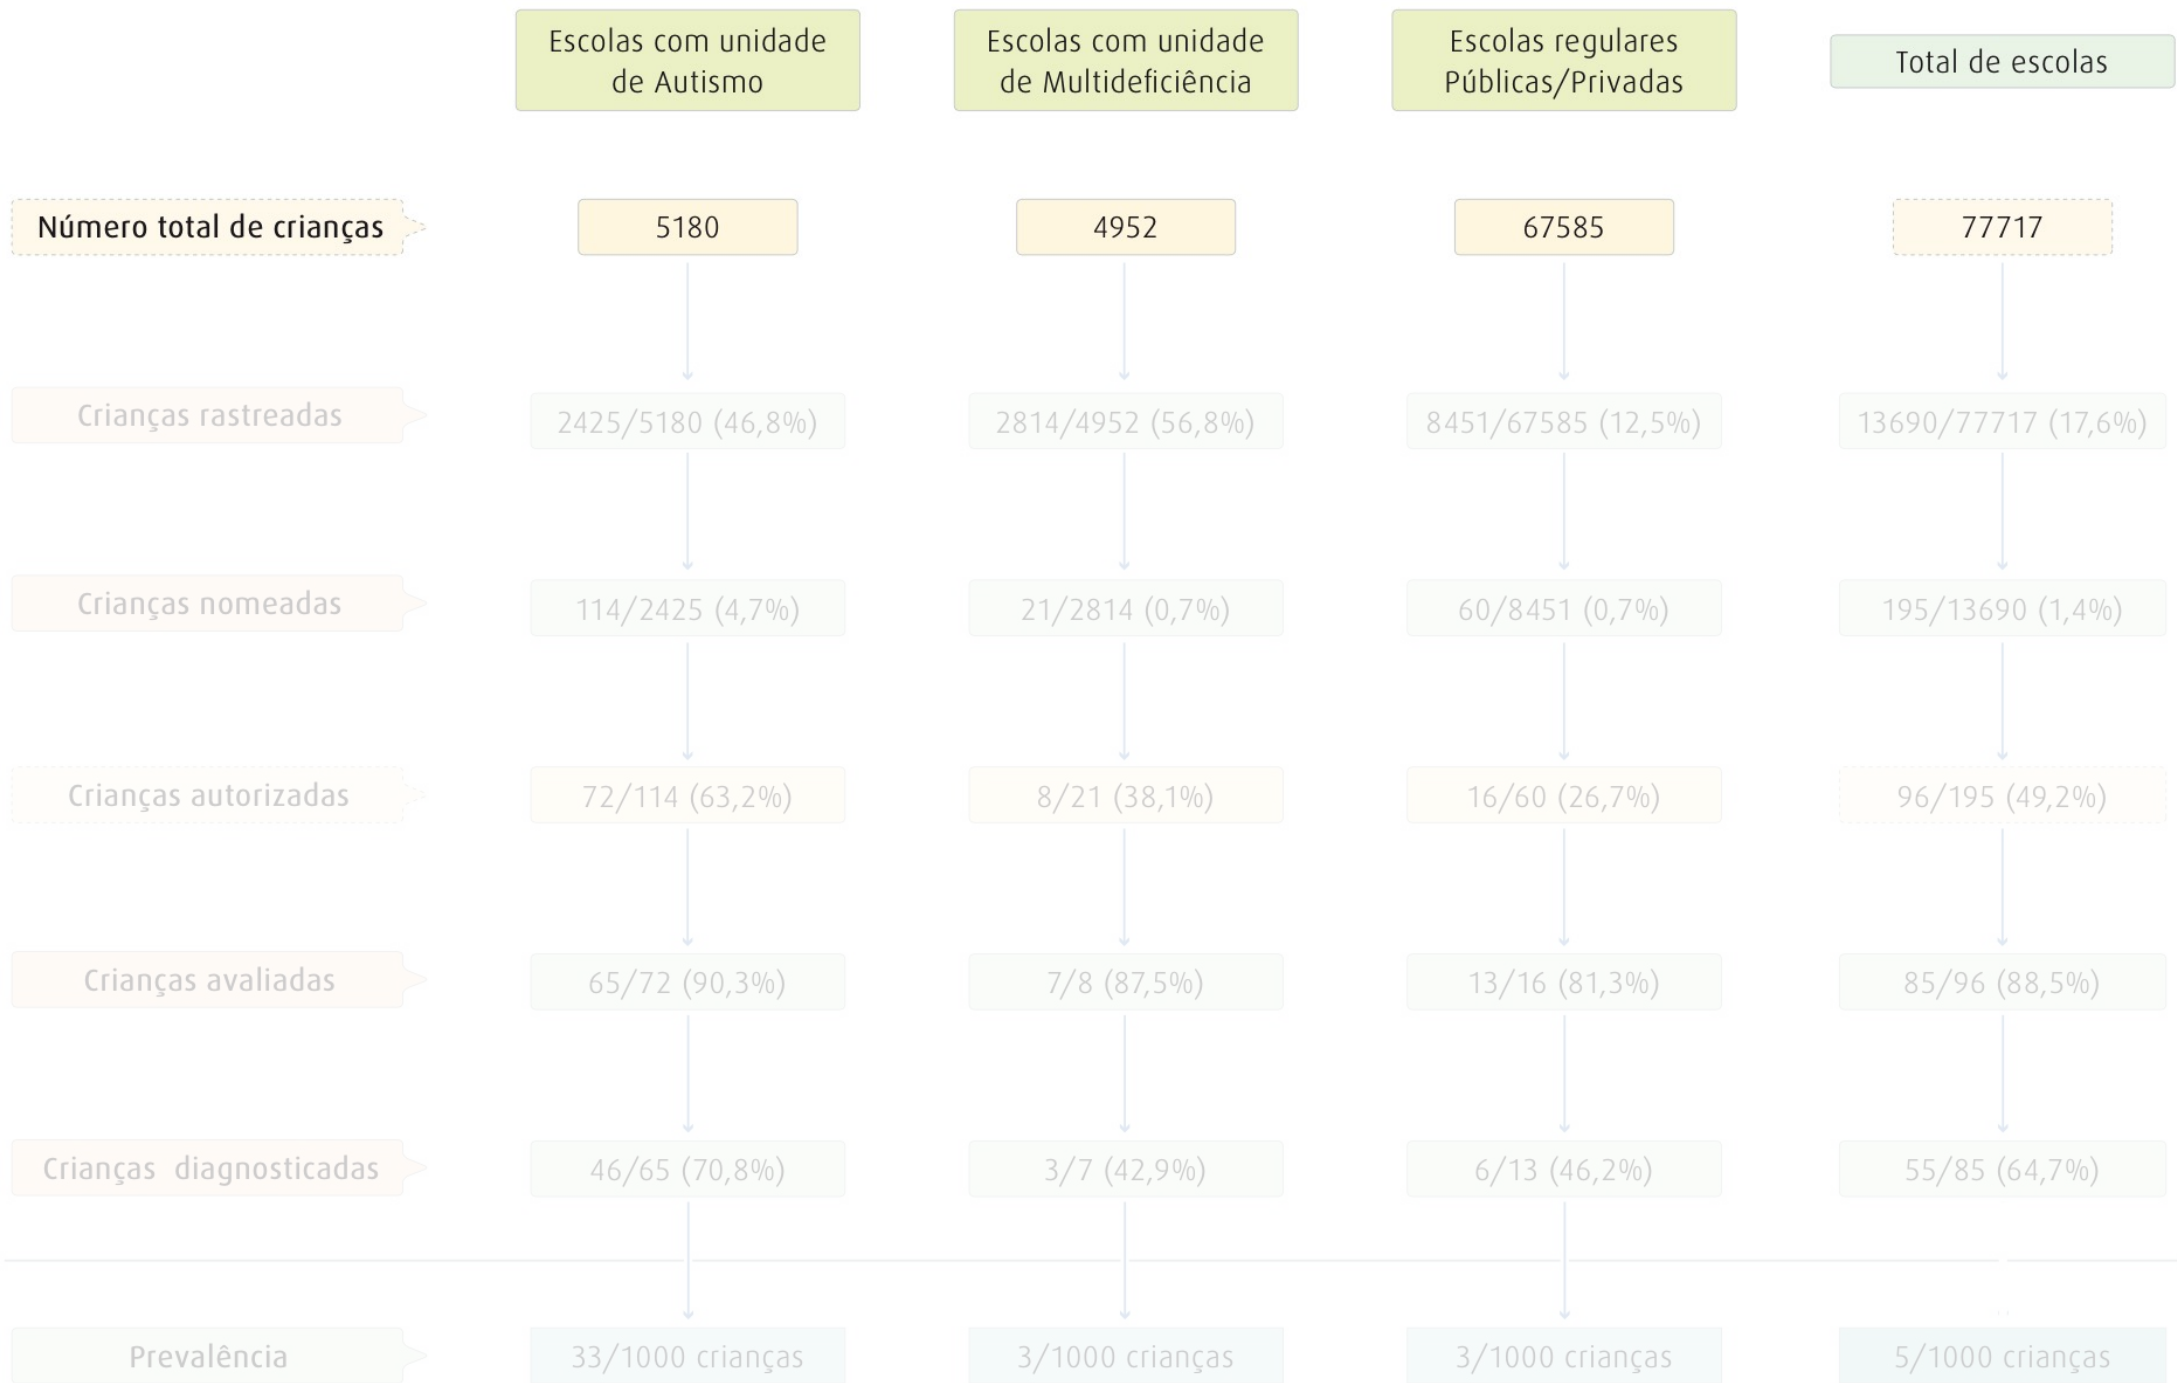 Escolas com unidade
de Autismo
Escolas com unidade
de Multideficiência
Escolas regulares
Públicas/Privadas
Total de escolas
Número total de crianças
5180
4952
67585
77717
Crianças rastreadas
2425/5180 (46,8%)
2814/4952 (56,8%)
8451/67585 (12,5%)
13690/77717 (17,6%)
Crianças nomeadas
114/2425 (4,7%)
21/2814 (0,7%)
60/8451 (0,7%)
195/13690 (1,4%)
Crianças autorizadas
72/114 (63,2%)
8/21 (38,1%)
16/60 (26,7%)
96/195 (49,2%)
Crianças avaliadas
65/72 (90,3%)
7/8 (87,5%)
13/16 (81,3%)
85/96 (88,5%)
Crianças  diagnosticadas
46/65 (70,8%)
3/7 (42,9%)
6/13 (46,2%)
55/85 (64,7%)
Prevalência
33/1000 crianças
3/1000 crianças
3/1000 crianças
5/1000 crianças